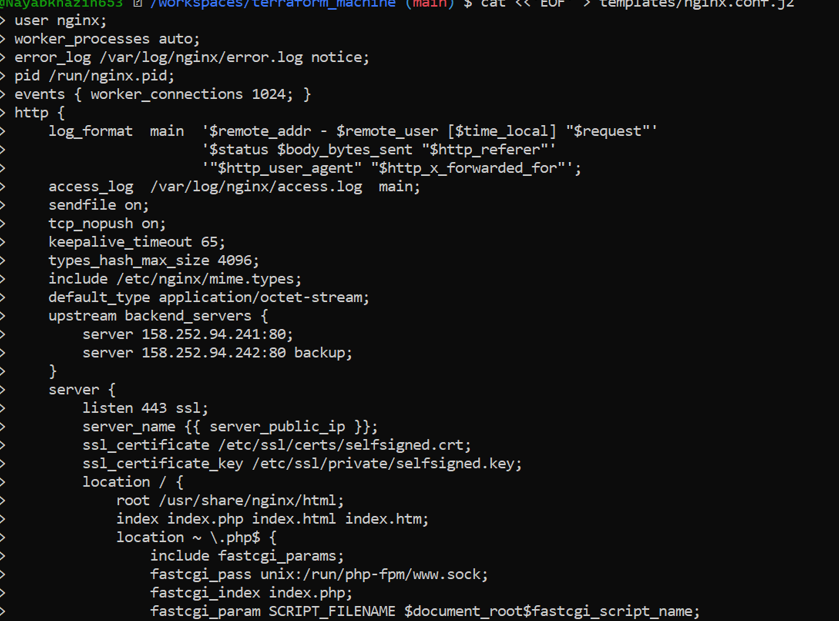 @NayabKhazin653 /workspaces/terraform_machine (main) $ cat << 'EOF' > templates/nginx.conf.j2
> user nginx;
> worker_processes auto;
> error_log /var/log/nginx/error.log notice;
> pid /run/nginx.pid;
> events { worker_connections 1024; }
> http {
>     log_format  main  '$remote_addr - $remote_user [$time_local] "$request"'
>                       '$status $body_bytes_sent "$http_referer"'
>                       '"$http_user_agent" "$http_x_forwarded_for"';
>     access_log  /var/log/nginx/access.log  main;
>     sendfile on;
>     tcp_nopush on;
>     keepalive_timeout 65;
>     types_hash_max_size 4096;
>     include /etc/nginx/mime.types;
>     default_type application/octet-stream;
>     upstream backend_servers {
>         server 158.252.94.241:80;
>         server 158.252.94.242:80 backup;
>     }
>     server {
>         listen 443 ssl;
>         server_name {{ server_public_ip }};
>         ssl_certificate /etc/ssl/certs/selfsigned.crt;
>         ssl_certificate_key /etc/ssl/private/selfsigned.key;
>         location / {
>             root /usr/share/nginx/html;
>             index index.php index.html index.htm;
>             location ~ \.php$ {
>                 include fastcgi_params;
>                 fastcgi_pass unix:/run/php-fpm/www.sock;
>                 fastcgi_index index.php;
>                 fastcgi_param SCRIPT_FILENAME $document_root$fastcgi_script_name;